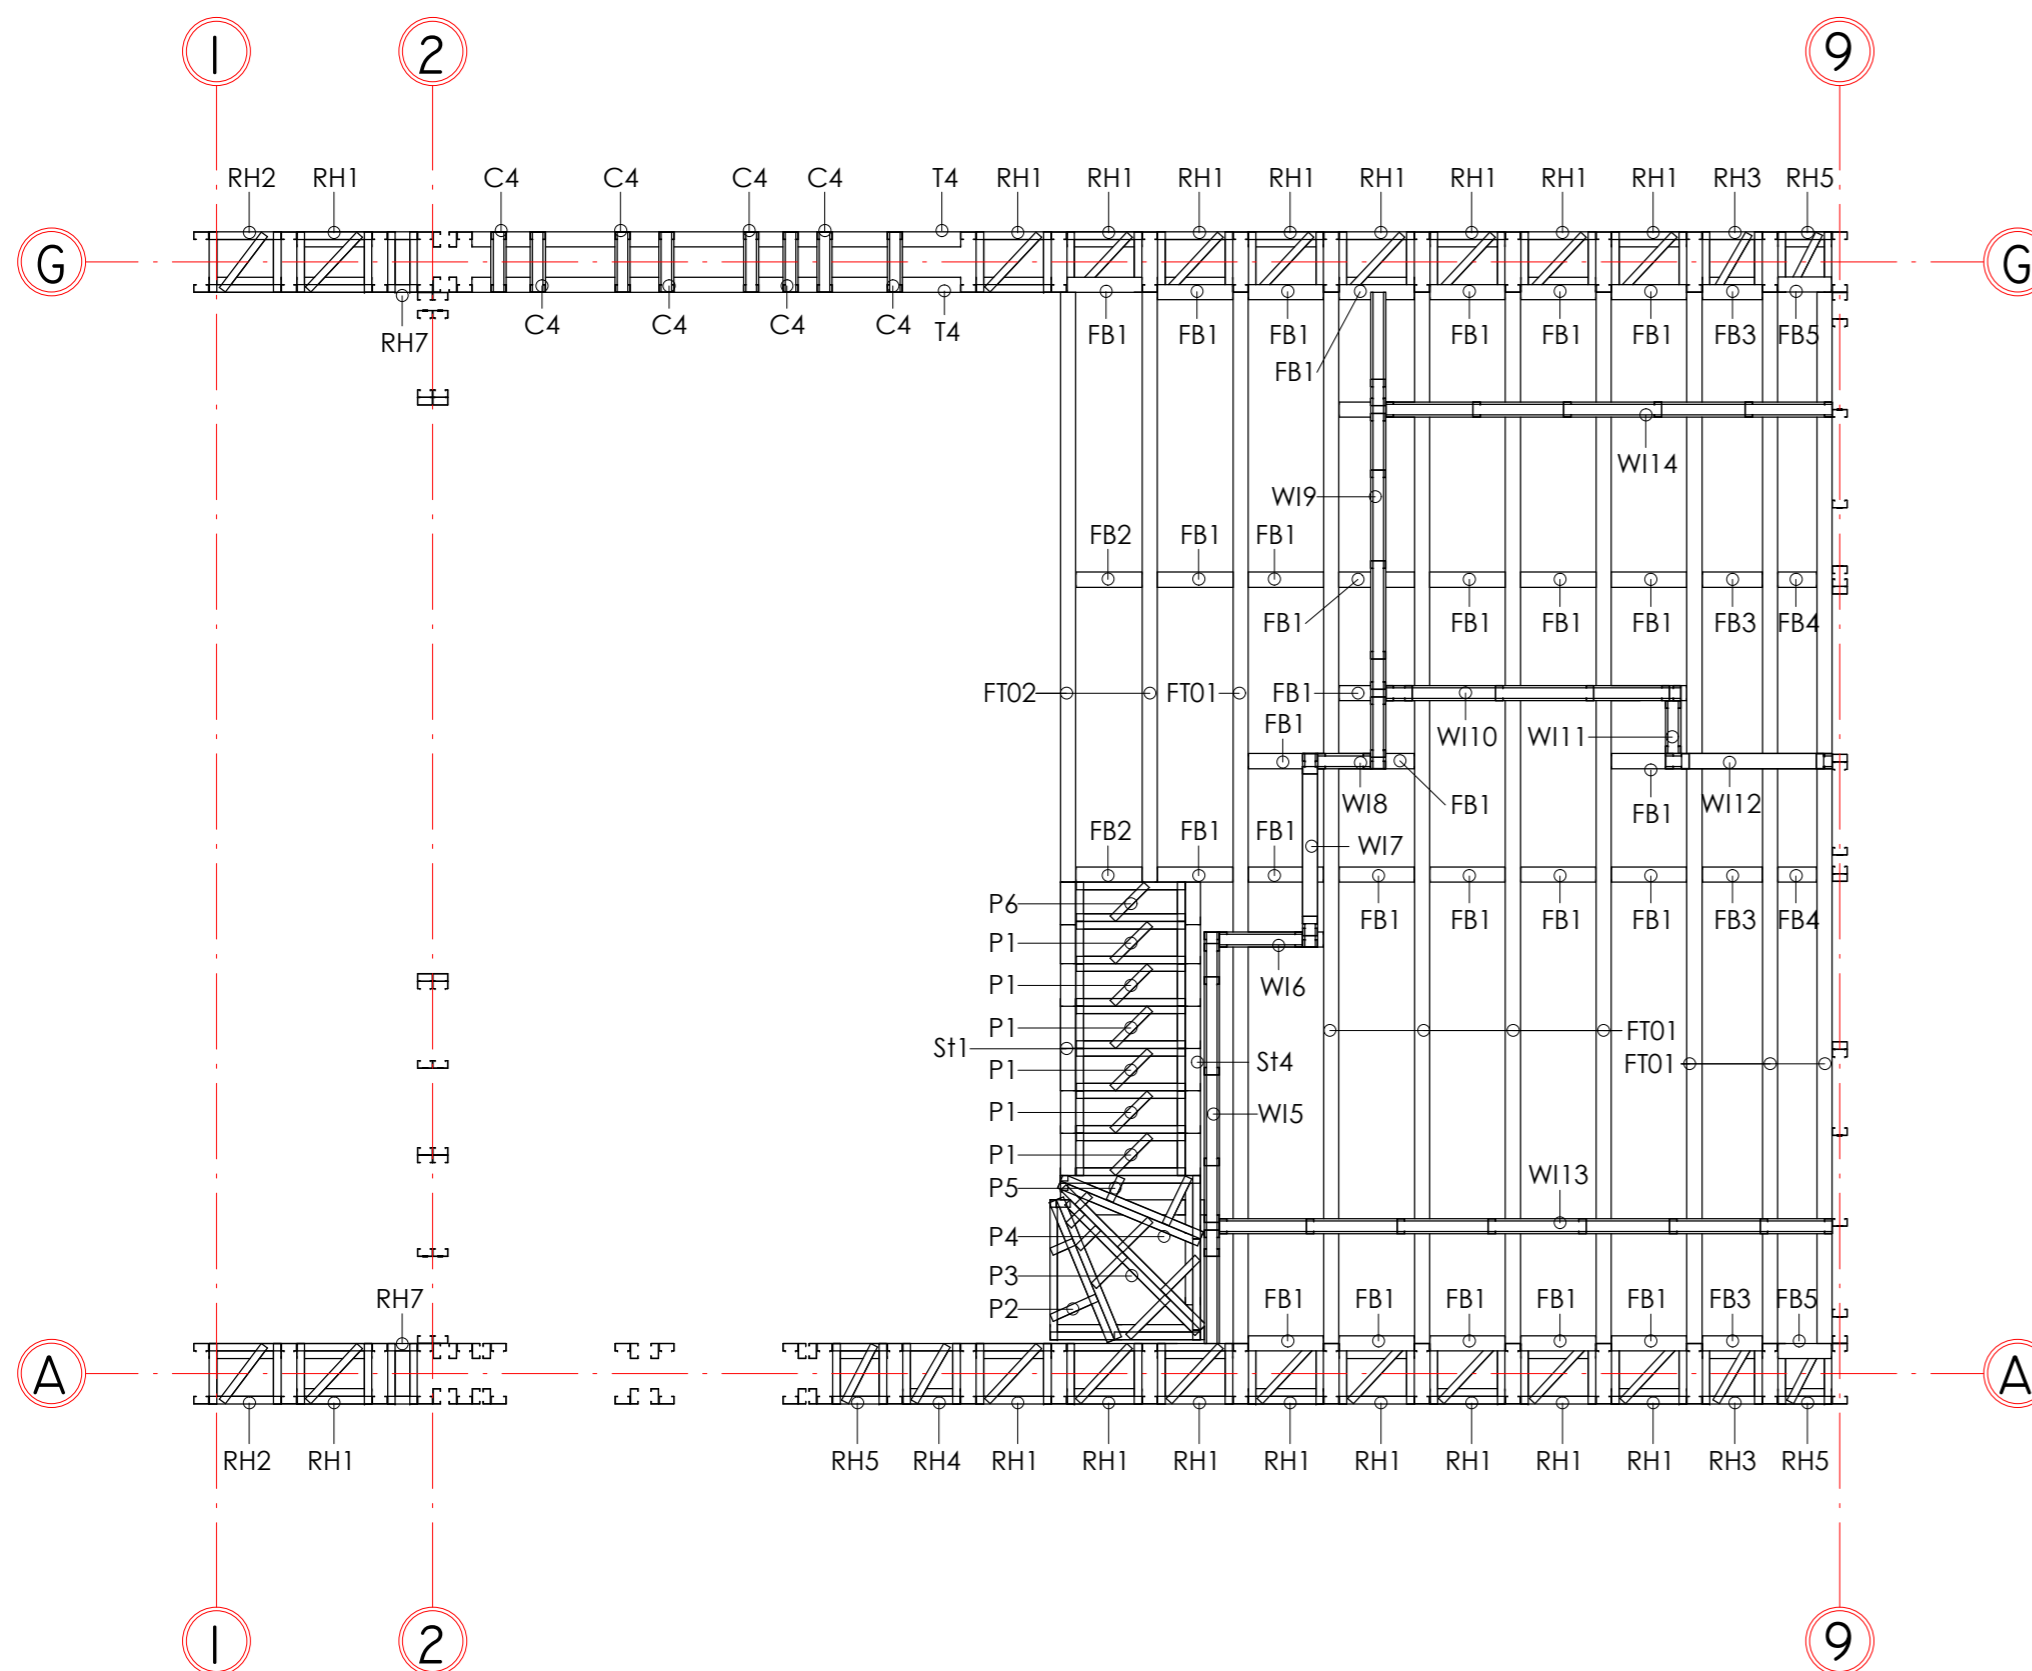 1 2 9
RH2 RH1 C4 C4 C4 C4 T4 RH1 RH1 RH1 RH1 RH1 RH1 RH1 RH1 RH3 RH5
G G
RH7 C4 C4 C4 C4 T4 FB1 FB1 FB1 FB1 FB1 FB1 FB3 FB5
FB1
WI14
WI9
FB2 FB1 FB1
FB1 FB1 FB1 FB1 FB3 FB4
FT02 FT01 FB1
FB1 WI10 WI11
WI8 FB1 FB1 WI12
FB2 FB1 FB1 WI7
P6 FB1 FB1 FB1 FB1 FB3 FB4
P1
P1 WI6
P1 FT01
St1 St4 FT01
P1
P1 WI5
P1
P5 WI13
P4
P3
RH7 P2 FB1 FB1 FB1 FB1 FB1 FB3 FB5
A A
RH2 RH1 RH5 RH4 RH1 RH1 RH1 RH1 RH1 RH1 RH1 RH1 RH3 RH5
1 2 9